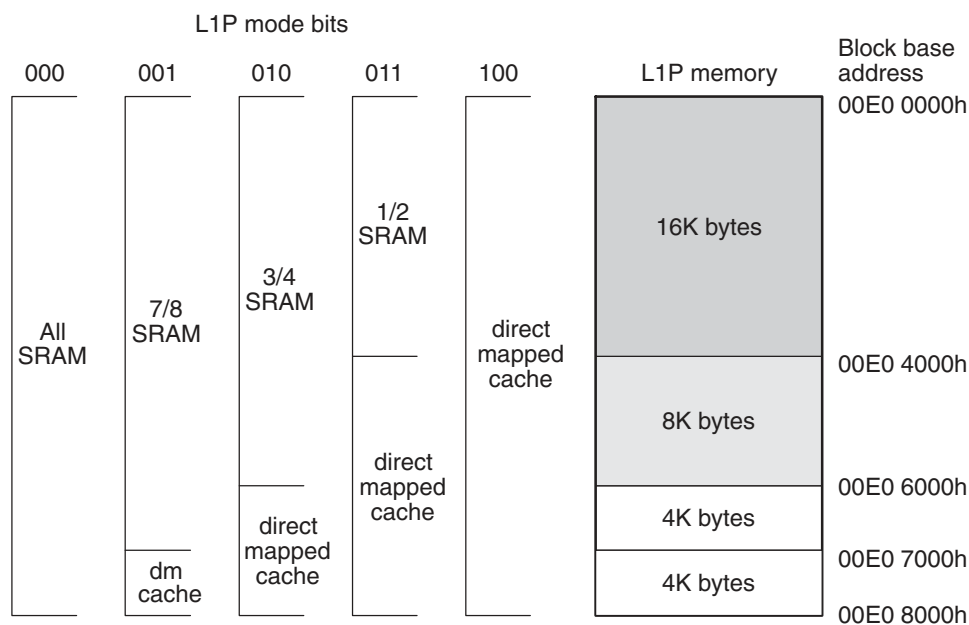 L1P mode bits
000 001 010 011 100 L1P memory
Block base
address
00E0 0000h
1/2
SRAM
16K bytes
3/4
SRAM
7/8
SRAM
All
SRAM
direct
mapped
cache
00E0 4000h
8K bytes
direct
mapped
cache
00E0 6000h
4K bytes
direct
mapped
cache
00E0 7000h
dm
cache
4K bytes
00E0 8000h